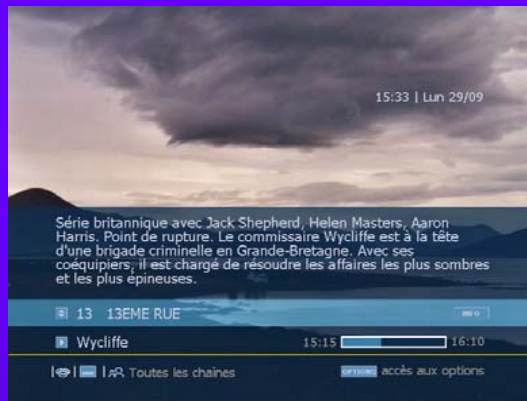 15:33 | Lun 29/09
Série britannique avec Jack Shepherd, Helen Masters, Aaron
Harris. Point de rupture. Le commissaire Wycliffe est à la tête
d'une brigade criminelle en Grande-Bretagne. Avec ses
coéquipiers, il est chargé de résoudre les affaires les plus sombres
et les plus épineuses.
13 13EME RUE INFO
Wycliffe 15:15 16:10
Toutes les chaînes OPTIONS accès aux options